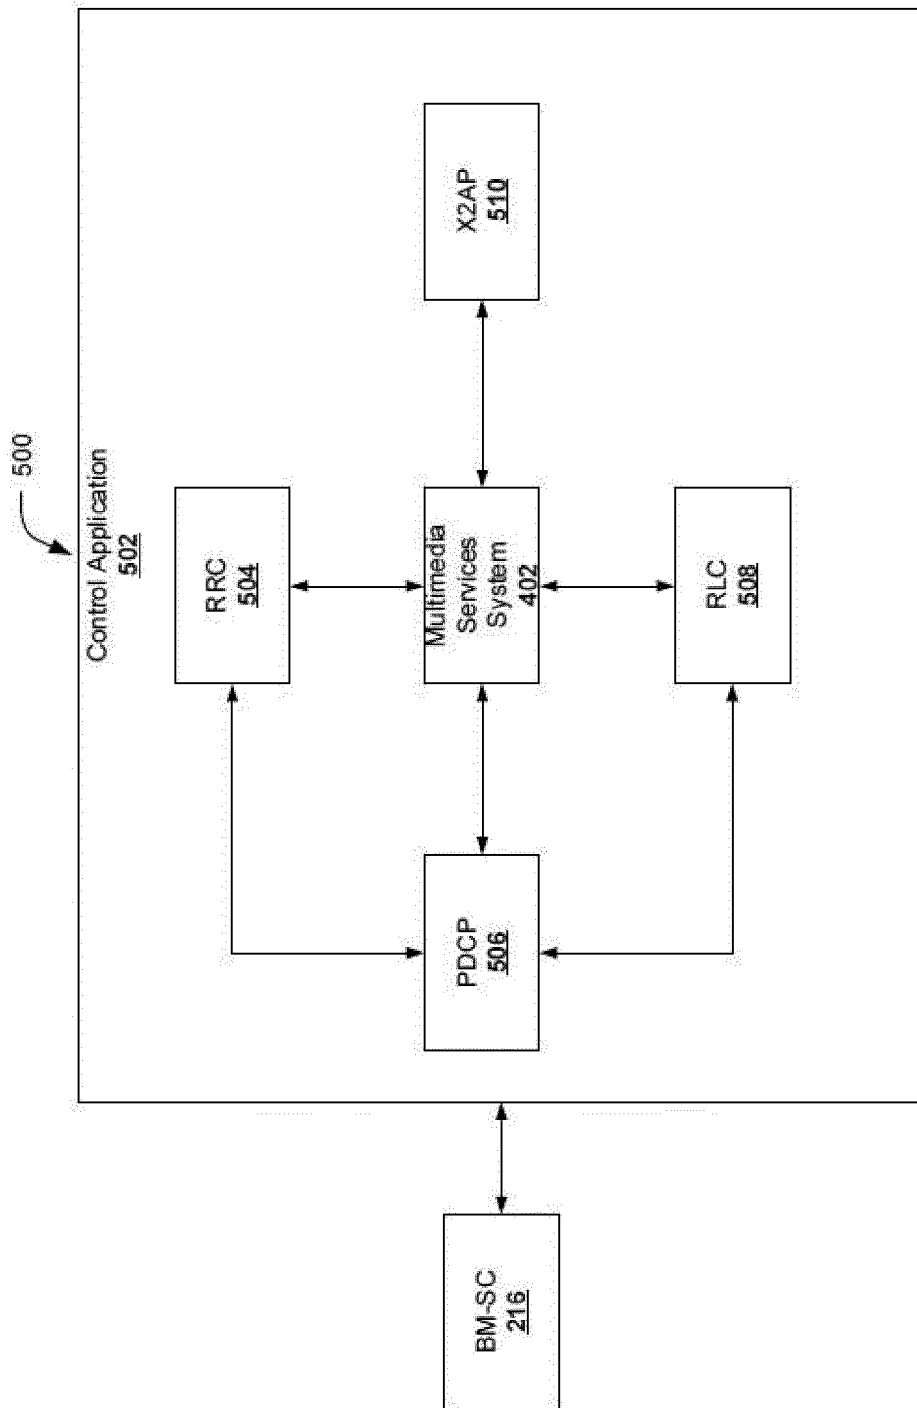 500
Control Application
502
RRC
504
X2AP
510
Multimedia
Services
System
402
PDCP
506
RLC
508
BM-SC
216